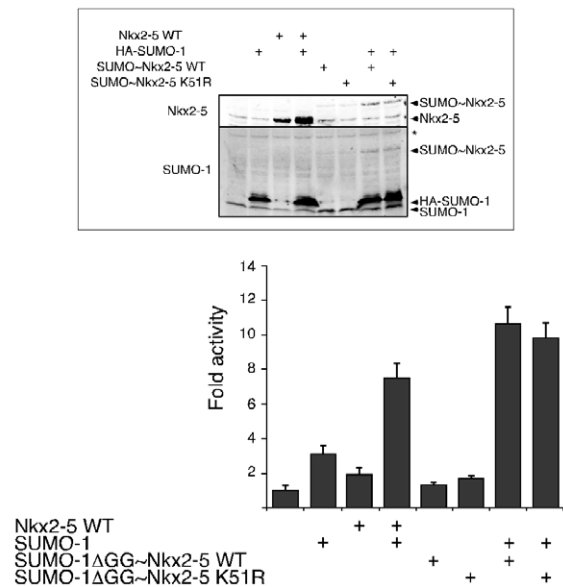 Nkx2-5 WT + +
HA-SUMO-1 + + + +
SUMO~Nkx2-5 WT + +
SUMO~Nkx2-5 K51R + +
Nkx2-5
SUMO~Nkx2-5
Nkx2-5
*
SUMO-1
SUMO~Nkx2-5
HA-SUMO-1
SUMO-1
Fold activity
14
12
10
8
6
4
2
Nkx2-5 WT + +
SUMO-1 + + + +
SUMO-1ΔGG~Nkx2-5 WT + +
SUMO-1ΔGG~Nkx2-5 K51R + +